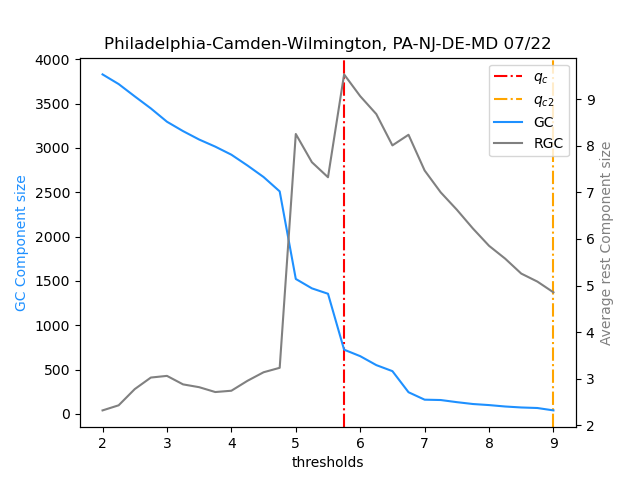 Philadelphia-Camden-Wilmington, PA-NJ-DE-MD 07/22
GC Component size
4000
3500
3000
2500
2000
1500
1000
500
0
q_c
q_c2
GC
RGC
9
8
7
6
5
4
3
2
Average rest Component size
2 3 4 5 6 7 8 9
thresholds